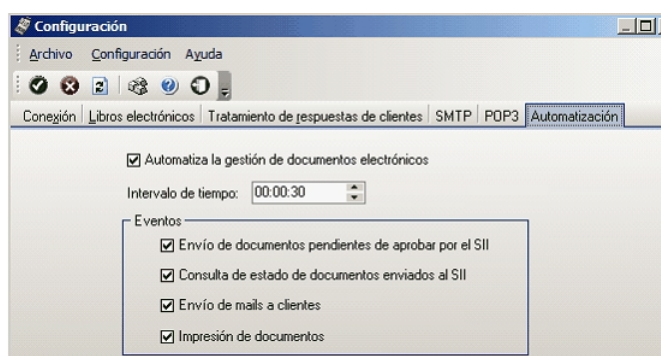 Configuración
Archivo Configuración Ayuda
Conexión Libros electrónicos Tratamiento de respuestas de clientes SMTP POP3 Automatización
Automatiza la gestión de documentos electrónicos
Intervalo de tiempo: 00:00:30
Eventos
Envío de documentos pendientes de aprobar por el SII
Consulta de estado de documentos enviados al SII
Envío de mails a clientes
Impresión de documentos